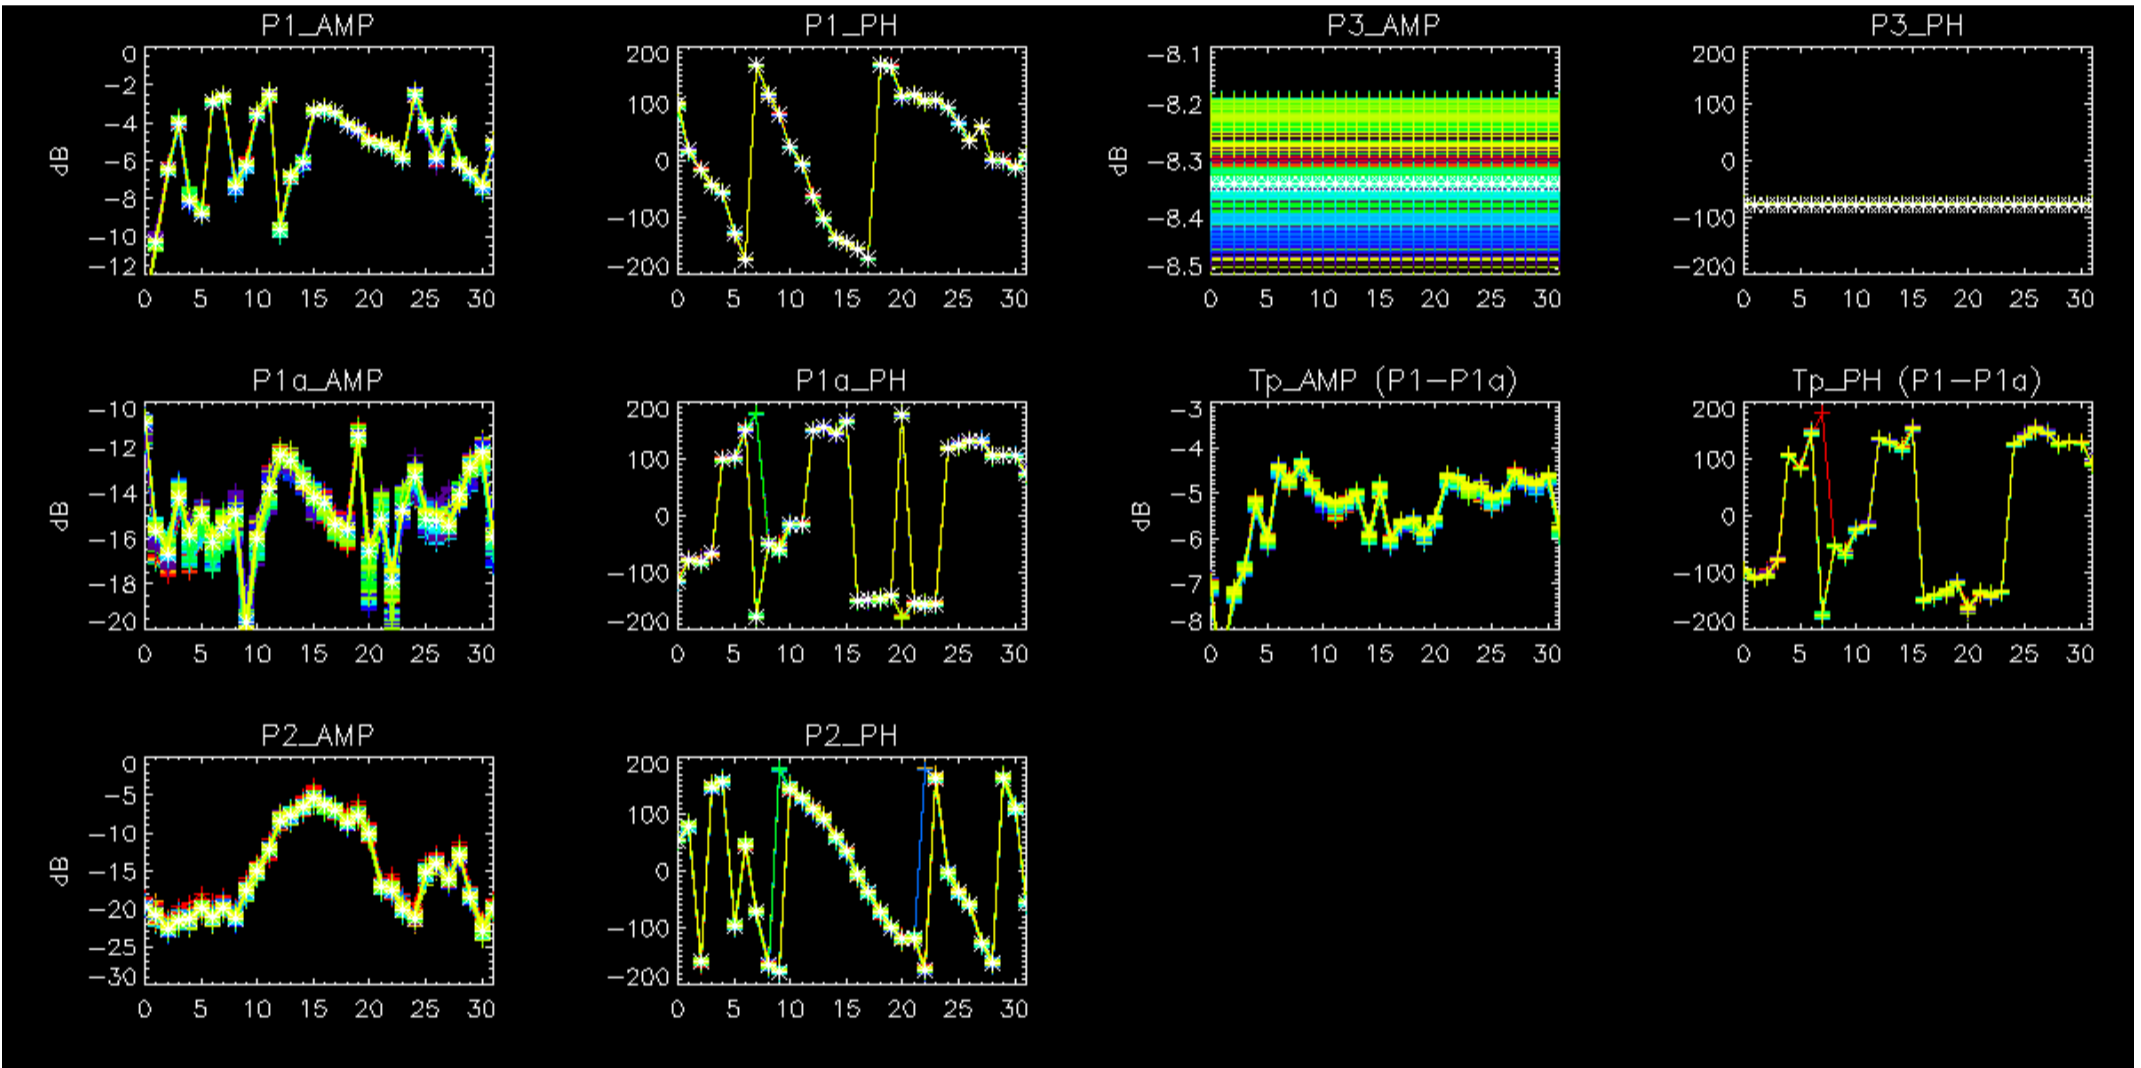 P1_AMP
dB
0
-2
-4
-6
-8
-10
-12
0 5 10 15 20 25 30
P1_PH
200
100
0
-100
-200
0 5 10 15 20 25 30
P3_AMP
dB
-8.1
-8.2
-8.3
-8.4
-8.5
0 5 10 15 20 25 30
P3_PH
200
100
0
-100
-200
0 5 10 15 20 25 30
P1a_AMP
dB
-10
-12
-14
-16
-18
-20
0 5 10 15 20 25 30
P1a_PH
200
100
0
-100
-200
0 5 10 15 20 25 30
Tp_AMP (P1-P1a)
dB
-3
-4
-5
-6
-7
-8
0 5 10 15 20 25 30
Tp_PH (P1-P1a)
200
100
0
-100
-200
0 5 10 15 20 25 30
P2_AMP
dB
0
-5
-10
-15
-20
-25
-30
0 5 10 15 20 25 30
P2_PH
200
100
0
-100
-200
0 5 10 15 20 25 30